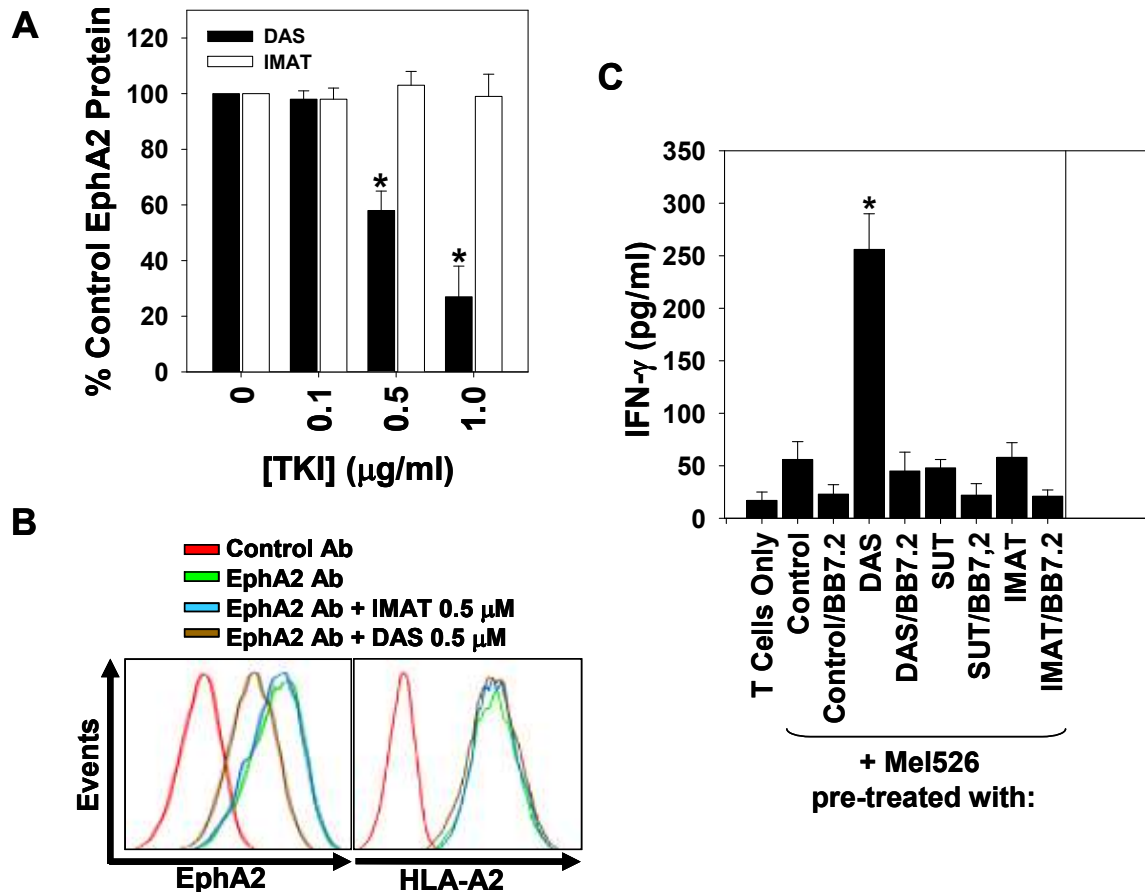 A
% Control EphA2 Protein
120
100
80
60
40
20
0
DAS
IMAT
*
*
0
0.1
0.5
1.0
[TKI] (μg/ml)
B
Control Ab
EphA2 Ab
EphA2 Ab + IMAT 0.5 μM
EphA2 Ab + DAS 0.5 μM
Events
EphA2
HLA-A2
C
IFN-γ (pg/ml)
350
300
250
200
150
100
50
0
*
T Cells Only
Control
Control/BB7.2
DAS
DAS/BB7.2
SUT
SUT/BB7,2
IMAT
IMAT/BB7.2
+ Mel526
pre-treated with: